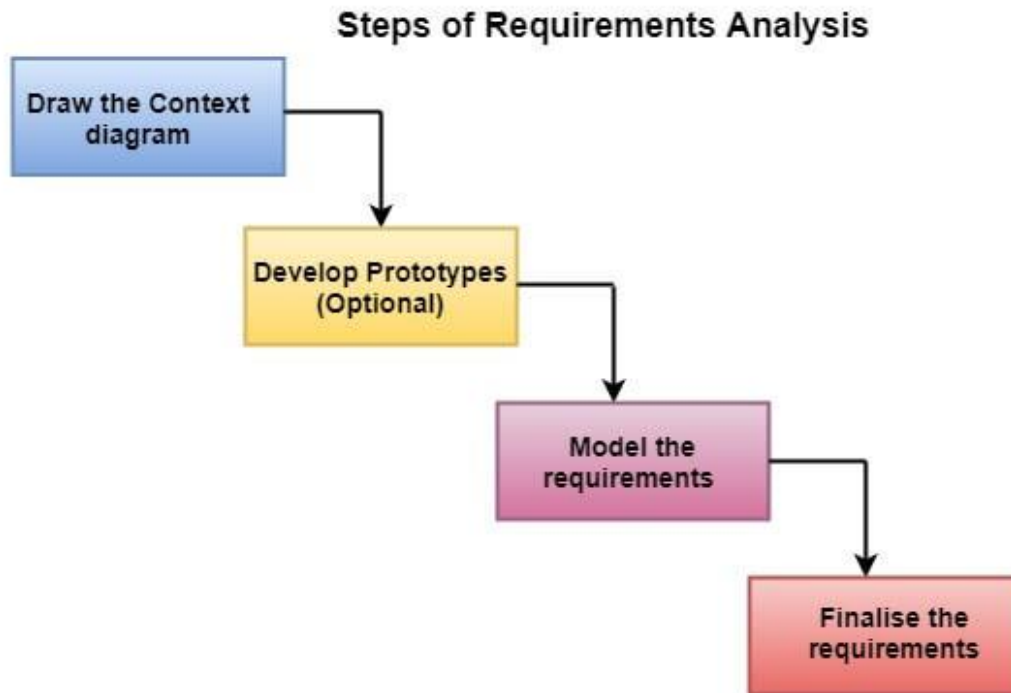 Steps of Requirements Analysis
Draw the Context
diagram
Develop Prototypes
(Optional)
Model the
requirements
Finalise the
requirements